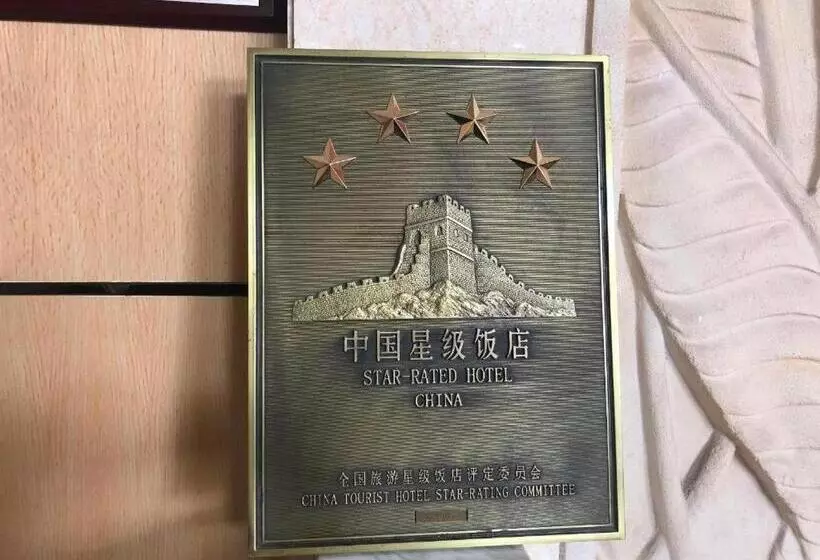 中国星级饭店
STAR-RATED HOTEL
CHINA
全国旅游星级饭店评定委员会
CHINA TOURIST HOTEL STAR-RATING COMMITTEE